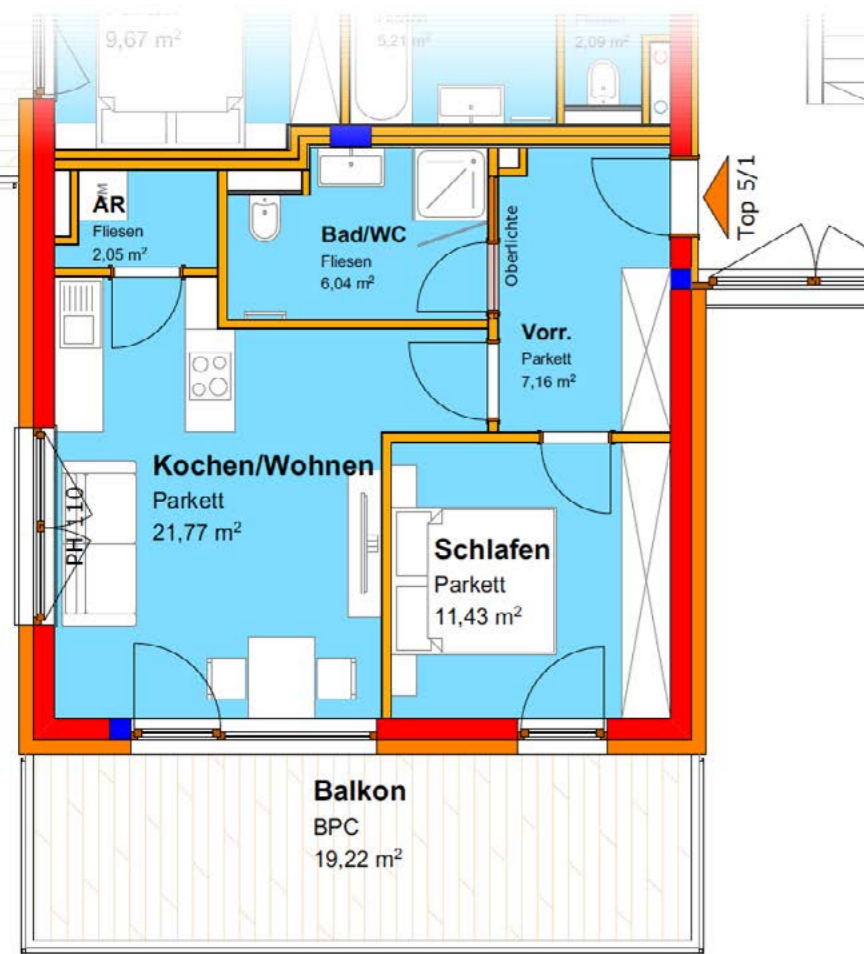 9,67 m²
5,21 m²
Fliesen
2,09 m²
AR
Fliesen
2,05 m²
Bad/WC
Fliesen
6,04 m²
Oberlichte
Top 5/1
Vorr.
Parkett
7,16 m²
Kochen/Wohnen
Parkett
21,77 m²
PH 110
Schlafen
Parkett
11,43 m²
Balkon
BPC
19,22 m²